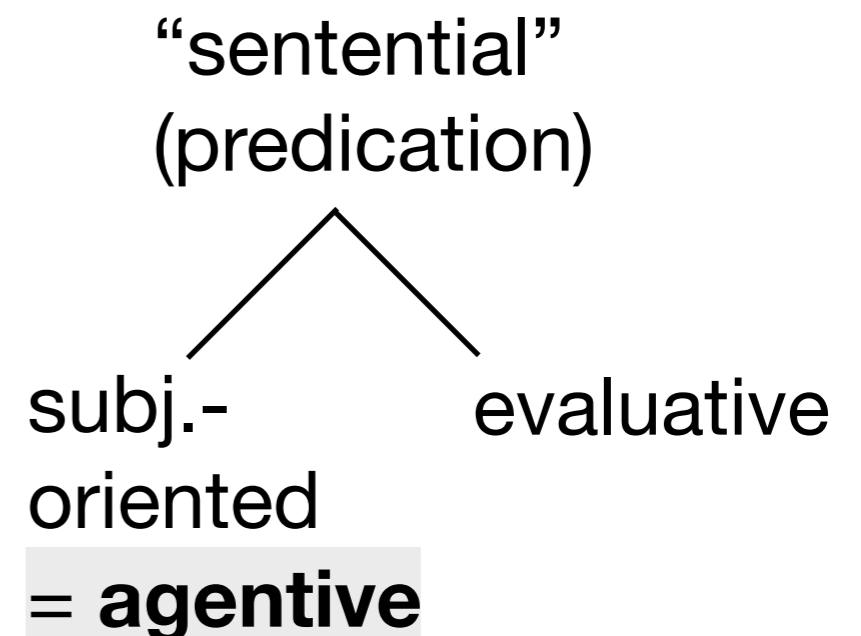 “sentential”
(predication)
subj.-
oriented
= agentive
evaluative